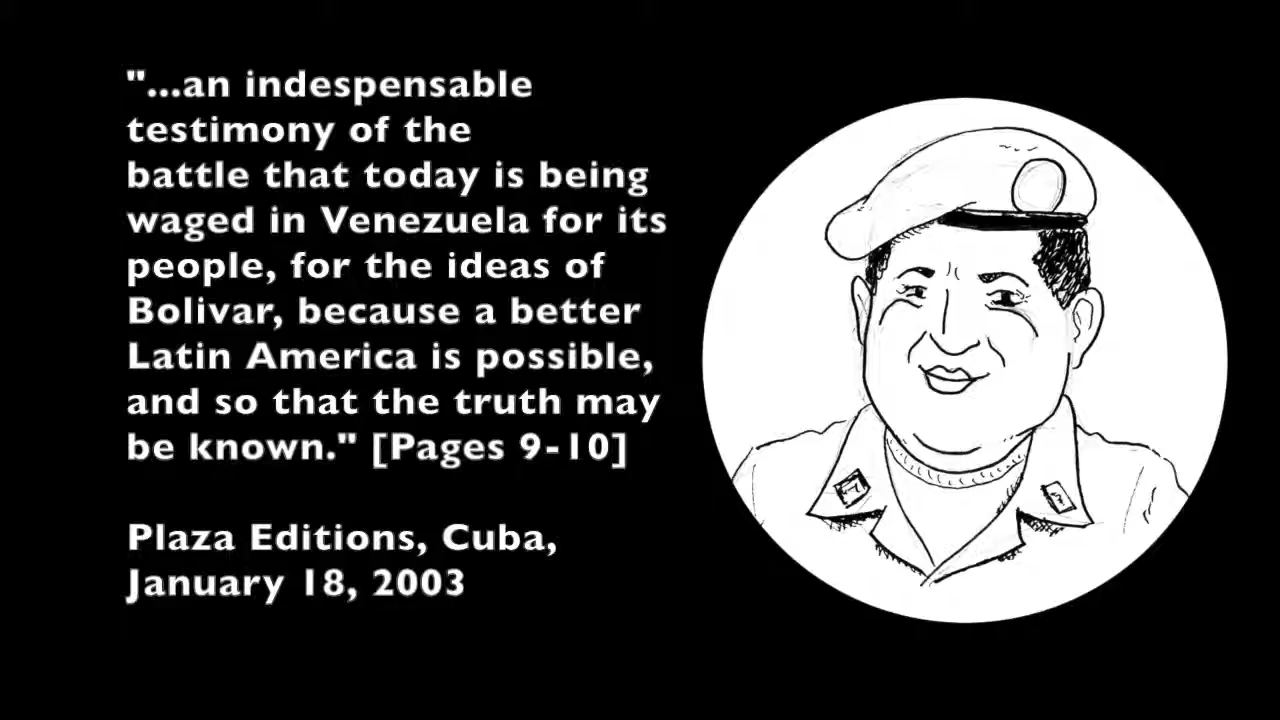 "...an indespensable
testimony of the
battle that today is being
waged in Venezuela for its
people, for the ideas of
Bolivar, because a better
Latin America is possible,
and so that the truth may
be known." [Pages 9-10]
Plaza Editions, Cuba,
January 18, 2003